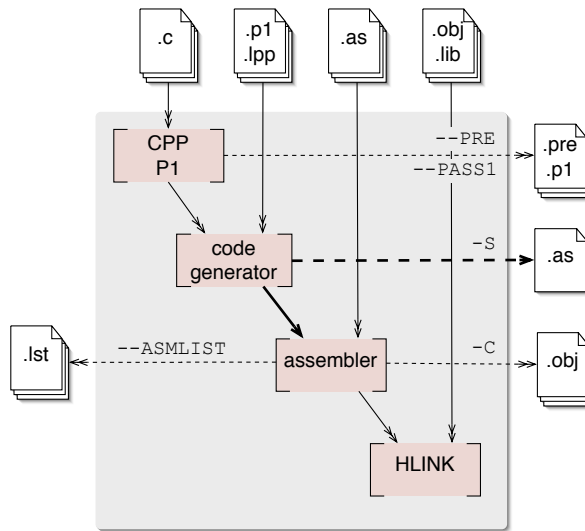 .c
.p1
.lpp
.as
.obj
.lib
CPP
P1
--PRE
--PASS1
.pre
.p1
code
generator
-S
.as
.lst
--ASMLIST
assembler
-C
.obj
HLINK